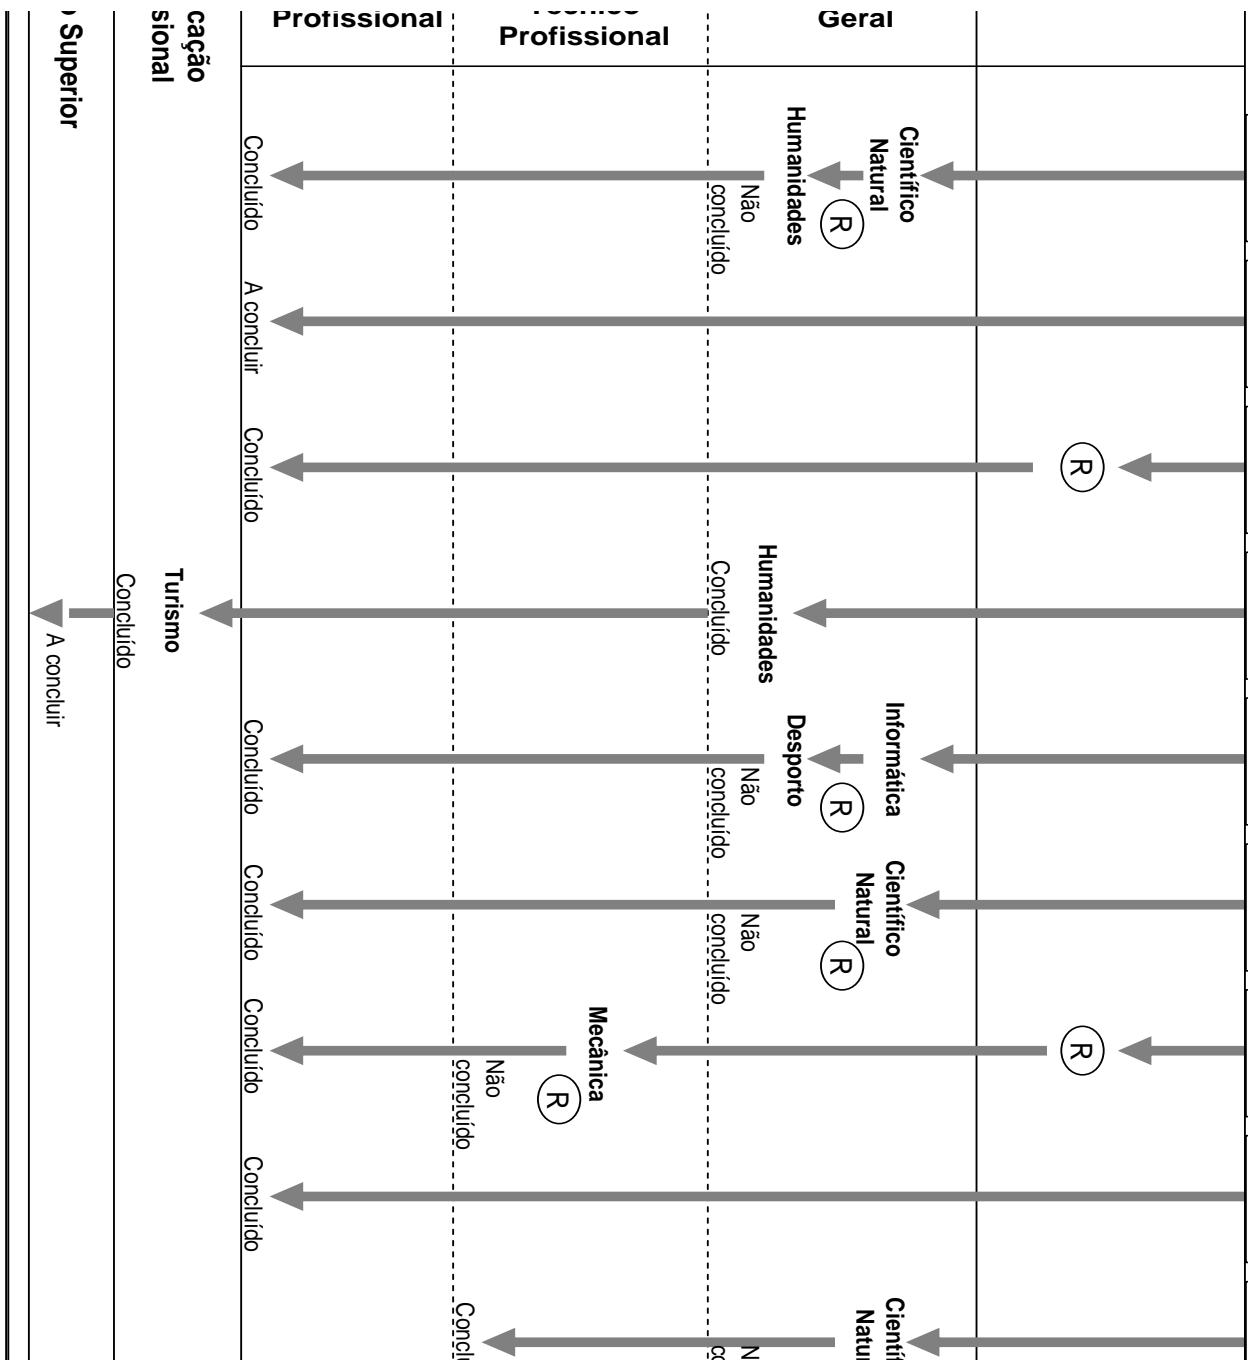 Profissional
Profissional
Geral
cação
sional
Superior
Científico
Natural
R
Humanidades
Não
concluído
Concluído
A concluir
R
Concluído
Humanidades
Concluído
Turismo
Concluído
A concluir
Informática
R
Desporto
Não
concluído
Concluído
Científico
Natural
R
Não
concluído
Concluído
R
Mecânica
R
Não
concluído
Concluído
Concluído